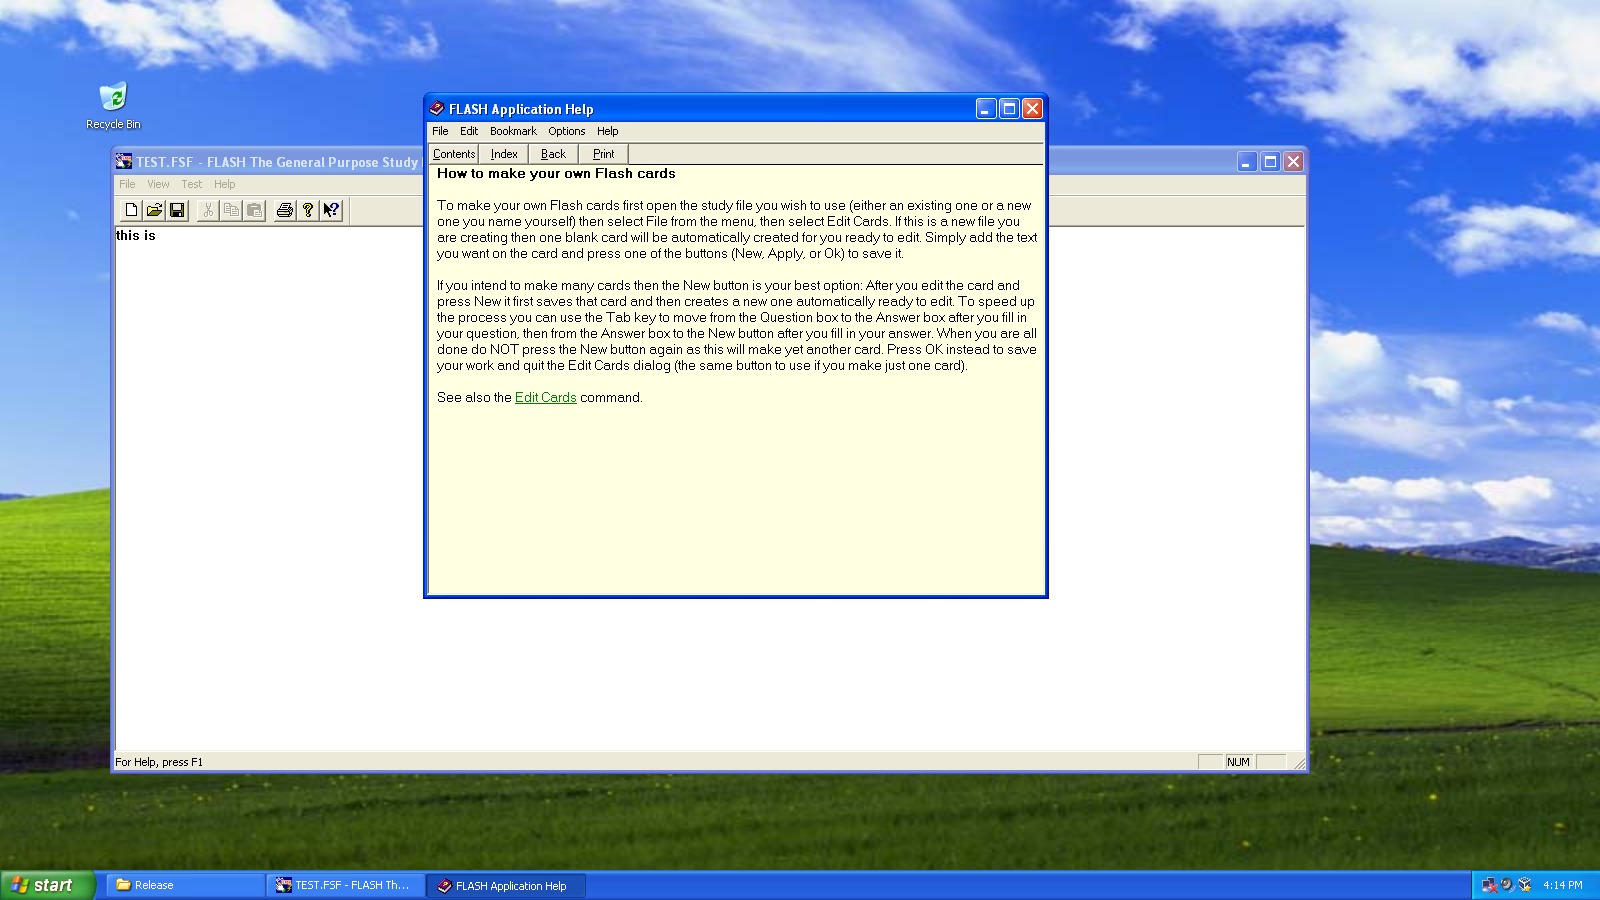 Recycle Bin
FLASH Application Help
File Edit Bookmark Options Help
Contents Index Back Print
TEST.FSF - FLASH The General Purpose Study
File View Test Help
this is
How to make your own Flash cards
To make your own Flash cards first open the study file you wish to use (either an existing one or a new
one you name yourself) then select File from the menu, then select Edit Cards. If this is a new file you
are creating then one blank card will be automatically created for you ready to edit. Simply add the text
you want on the card and press one of the buttons (New, Apply, or Ok) to save it.
If you intend to make many cards then the New button is your best option: After you edit the card and
press New it first saves that card and then creates a new one automatically ready to edit. To speed up
the process you can use the Tab key to move from the Question box to the Answer box after you fill in
your question, then from the Answer box to the New button after you fill in your answer. When you are all
done do NOT press the New button again as this will make yet another card. Press OK instead to save
your work and quit the Edit Cards dialog (the same button to use if you make just one card).
See also the Edit Cards command.
For Help, press F1
NUM
start
Release
TEST.FSF - FLASH Th...
FLASH Application Help
4:14 PM